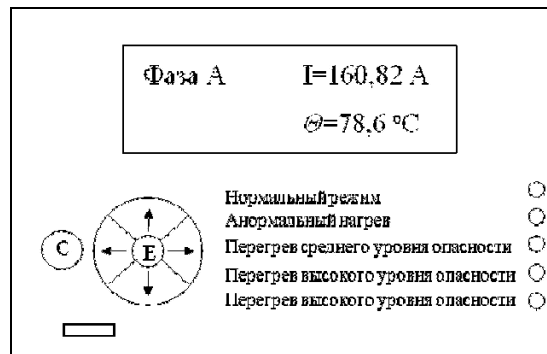 Фаза А I=160,82 А
Θ=78,6 °C
Нормальный режим
Анормальный нагрев
Перегрев среднего уровня опасности
Перегрев высокого уровня опасности
Перегрев высокого уровня опасности
С
Е